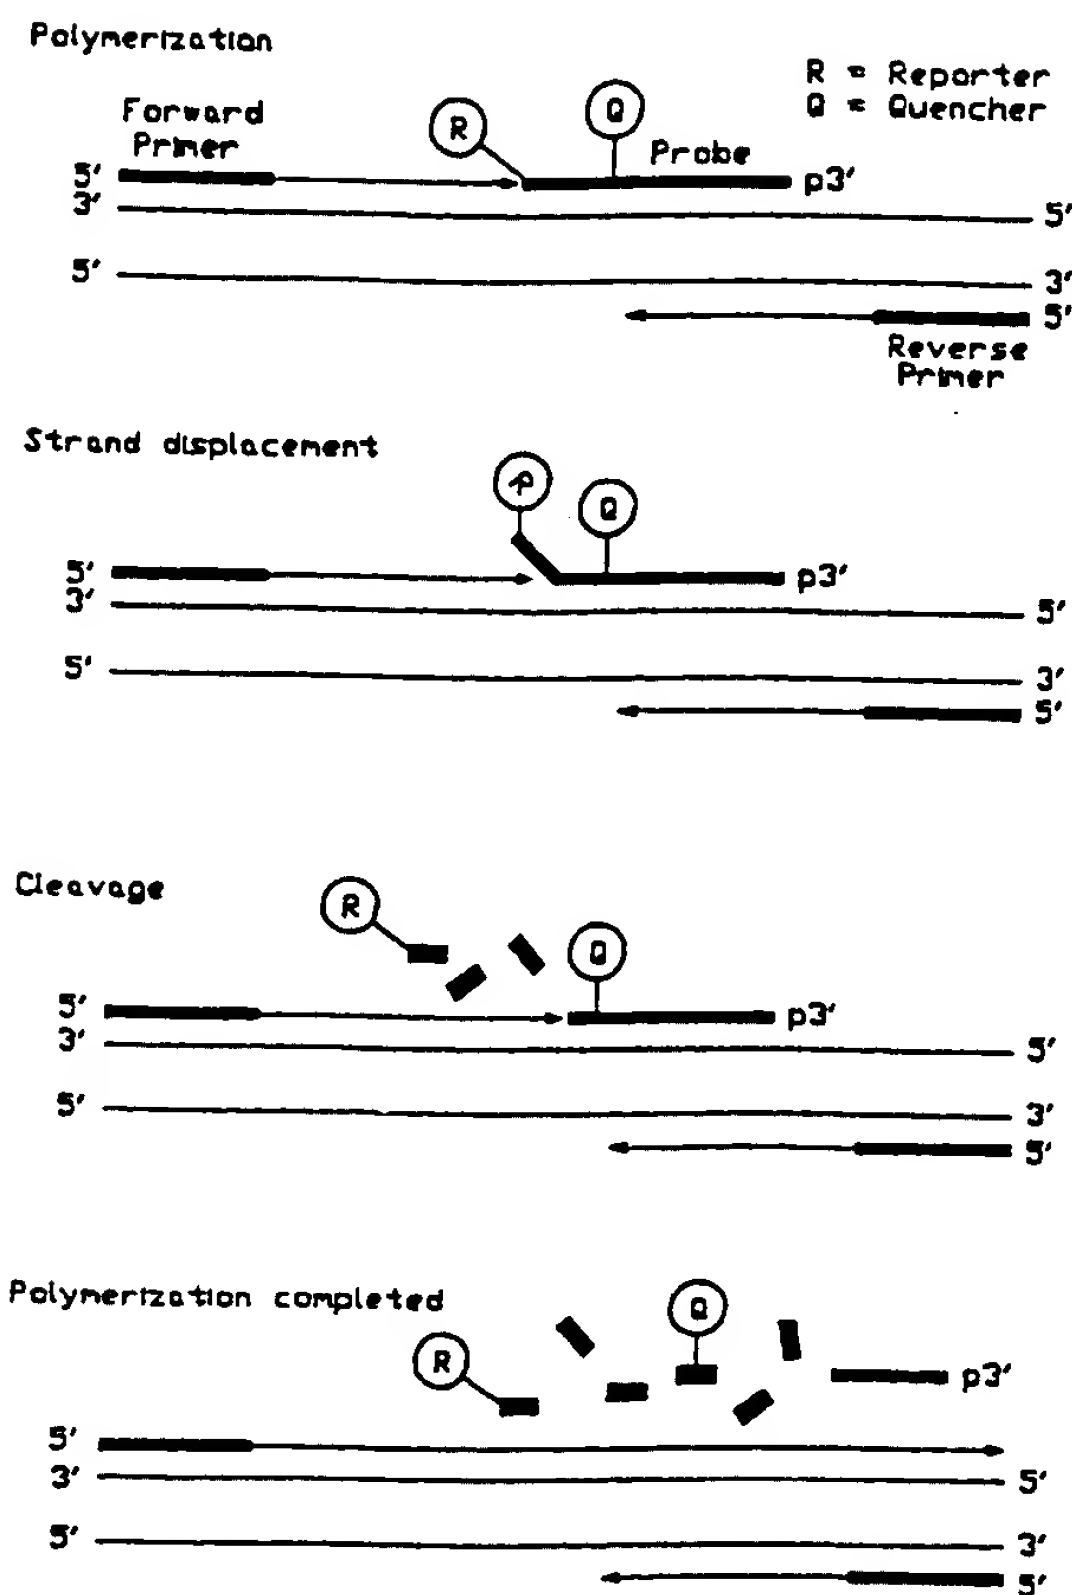 Polymerization
R = Reporter
Q = Quencher
Forward
Primer
R
Q
Probe
5' p3'
3' 5'
5' 3'
5'
Reverse
Primer
Strand displacement
R
Q
5' p3'
3' 5'
5' 3'
5'
Cleavage
R
Q
5' p3'
3' 5'
5' 3'
5'
Polymerization completed
Q
R
p3'
5'
3' 5'
5' 3'
5'